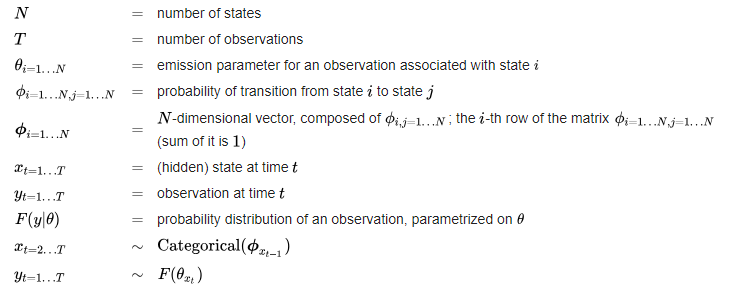 N = number of states
T = number of observations
θ_{i=1…N} = emission parameter for an observation associated with state i
ϕ_{i=1…N,j=1…N} = probability of transition from state i to state j
𝛟_{i=1…N} = N-dimensional vector, composed of ϕ_{i,j=1…N}; the i-th row of the matrix ϕ_{i=1…N,j=1…N}
(sum of it is 1)
x_{t=1…T} = (hidden) state at time t
y_{t=1…T} = observation at time t
F(y|θ) = probability distribution of an observation, parametrized on θ
x_{t=2…T} ∼ Categorical(𝛟_{x_{t−1}})
y_{t=1…T} ∼ F(θ_{x_t})